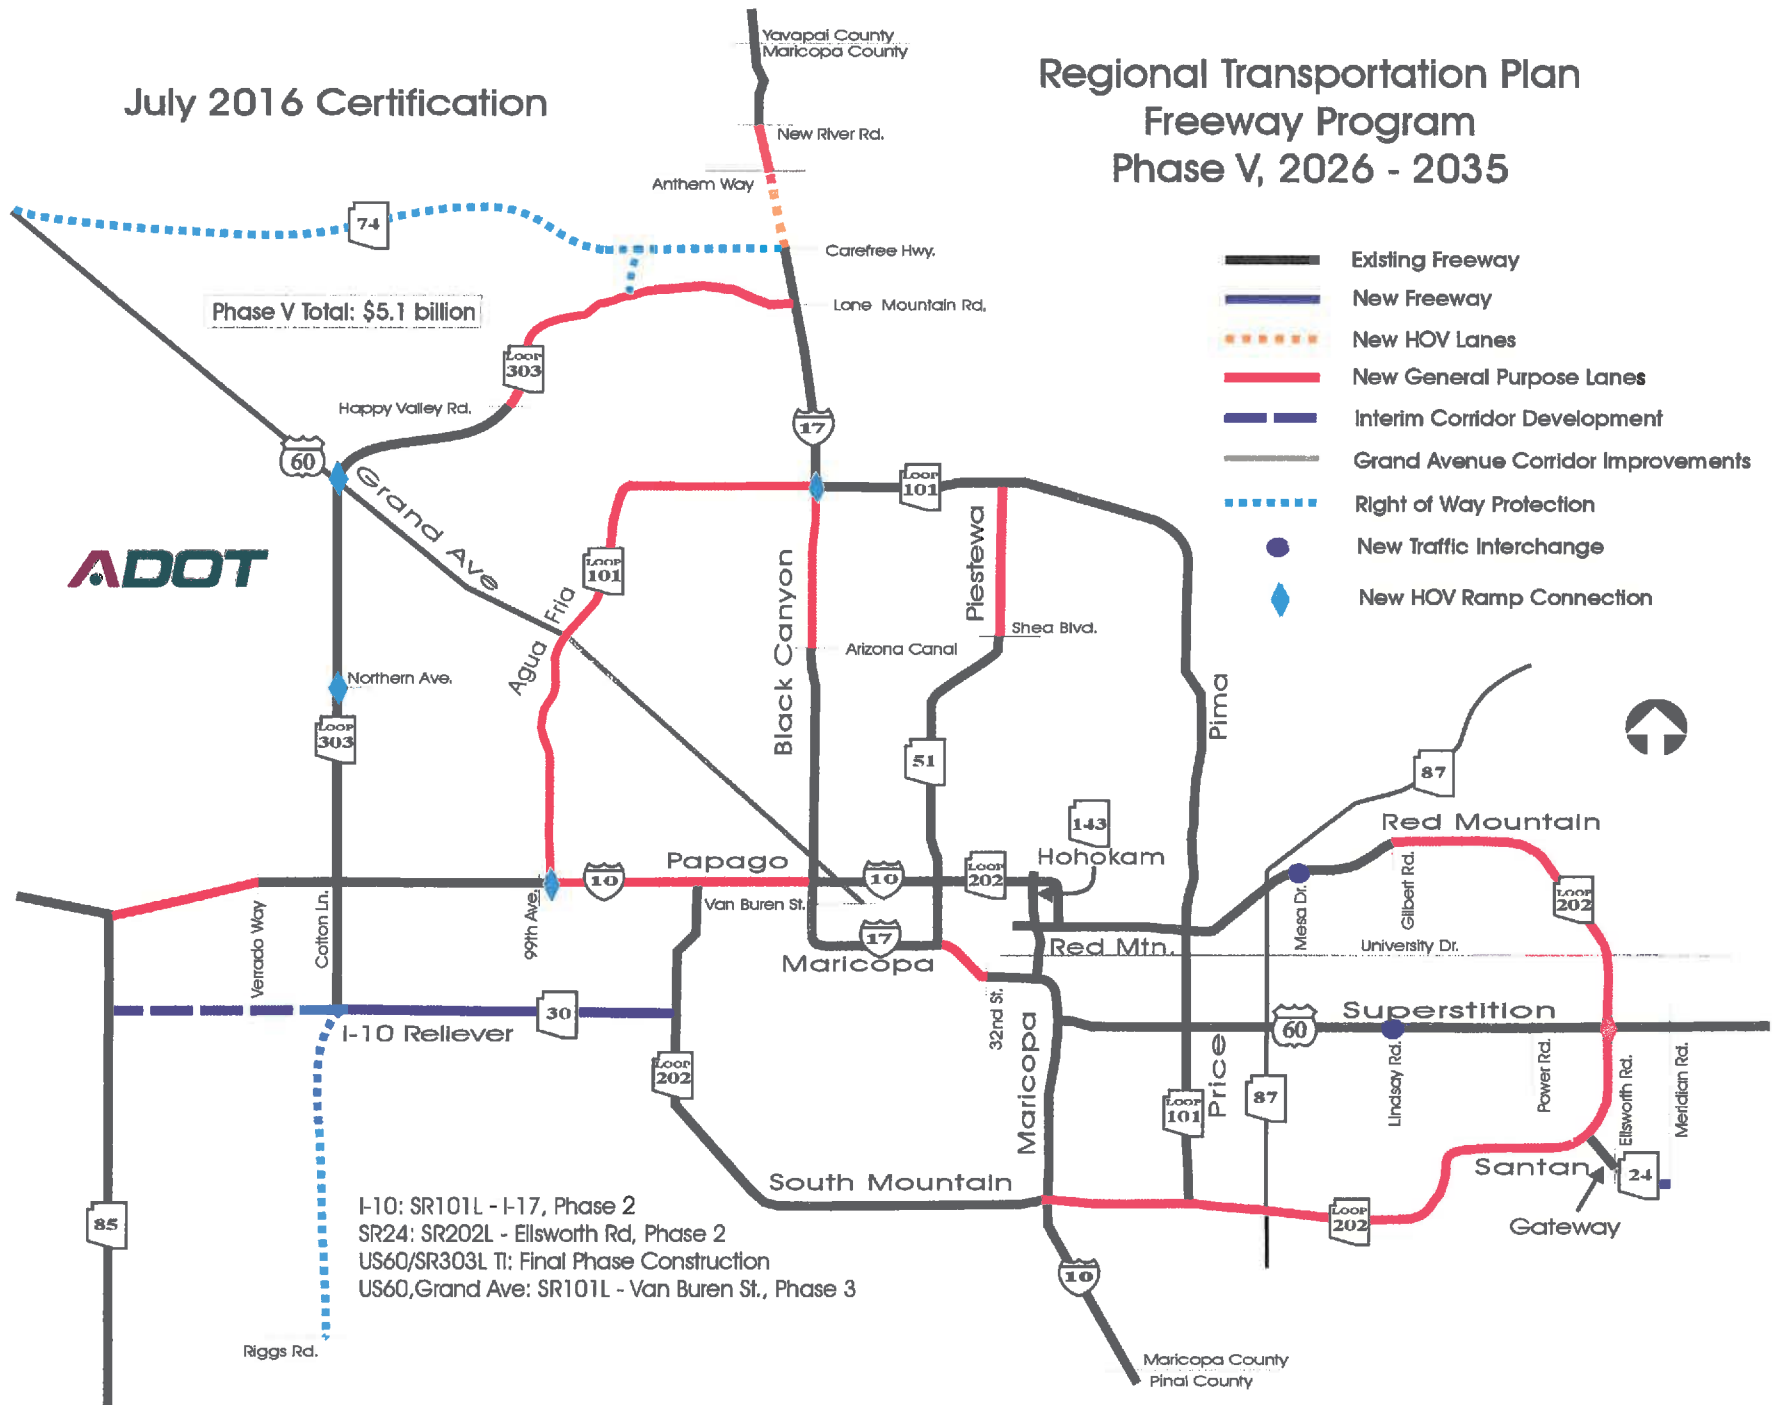 Yavapai County
Maricopa County
July 2016 Certification
Regional Transportation Plan
Freeway Program
Phase V, 2026 - 2035
New River Rd.
Anthem Way
74
Carefree Hwy.
Existing Freeway
New Freeway
New HOV Lanes
New General Purpose Lanes
Interim Corridor Development
Grand Avenue Corridor Improvements
Right of Way Protection
New Traffic Interchange
New HOV Ramp Connection
Phase V Total: $5.1 billion
Lone Mountain Rd.
LOOP
303
Happy Valley Rd.
17
60
Grand Ave
LOOP
101
ADOT
LOOP
101
Agua Fria
Black Canyon
Piestewa
Shea Blvd.
Arizona Canal
Northern Ave.
LOOP
303
Pima
51
87
143
Hohokam
Red Mountain
Papago
10
10
LOOP
202
Van Buren St.
Verrado Way
Cotton Ln.
99th Ave.
17
Maricopa
Red Mtn.
Mesa Dr.
Gilbert Rd.
LOOP
202
University Dr.
I-10 Reliever
30
32nd St.
Superstition
60
Lindsay Rd.
Power Rd.
Ellsworth Rd.
Meridian Rd.
LOOP
202
Maricopa
Price
LOOP
101
87
South Mountain
Santan
24
Gateway
LOOP
202
85
I-10: SR101L - I-17, Phase 2
SR24: SR202L - Ellsworth Rd, Phase 2
US60/SR303L TI: Final Phase Construction
US60,Grand Ave: SR101L - Van Buren St., Phase 3
10
Riggs Rd.
Maricopa County
Pinal County